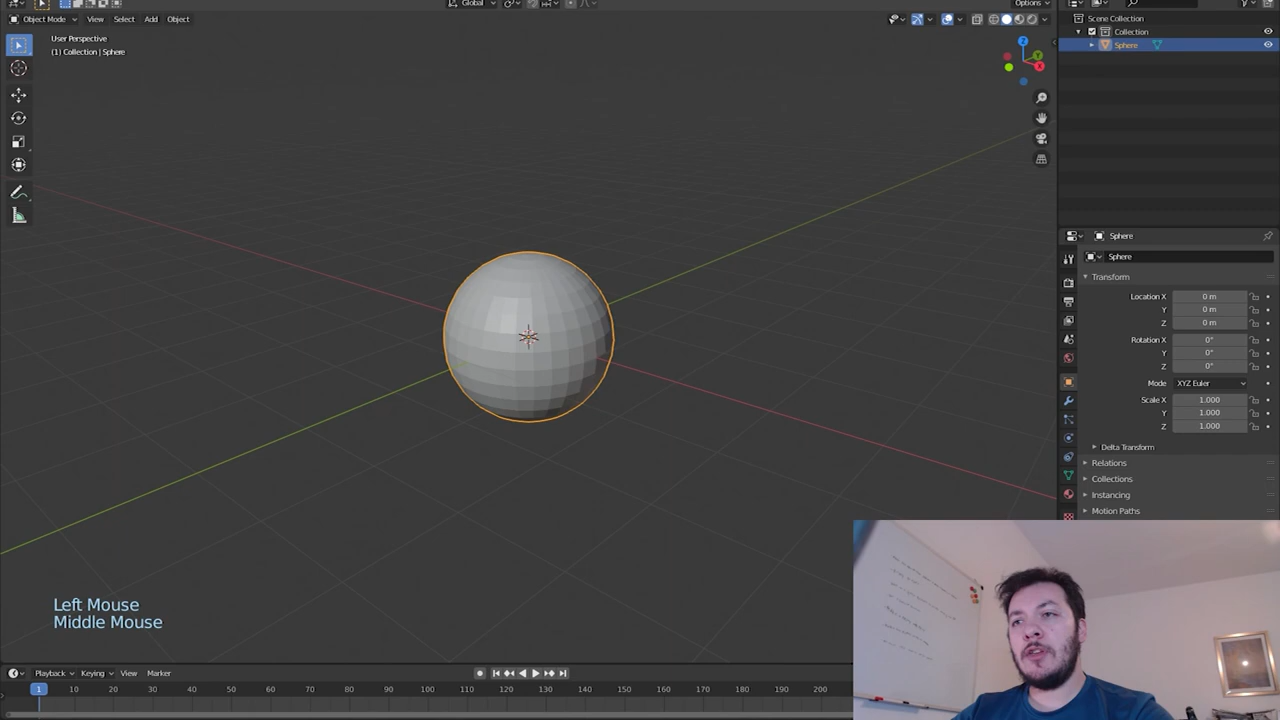 Global
Options
Object Mode
View
Select
Add
Object
User Perspective
(1) Collection | Sphere
Z
Y
X
Scene Collection
Collection
Sphere
Sphere
Sphere
Transform
Location X 0 m
Y 0 m
Z 0 m
Rotation X 0°
Y 0°
Z 0°
Mode XYZ Euler
Scale X 1.000
Y 1.000
Z 1.000
Delta Transform
Relations
Collections
Instancing
Motion Paths
Left Mouse
Middle Mouse
Playback
Keying
View
Marker
1 10 20 30 40 50 60 70 80 90 100 110 120 130 140 150 160 170 180 190 200